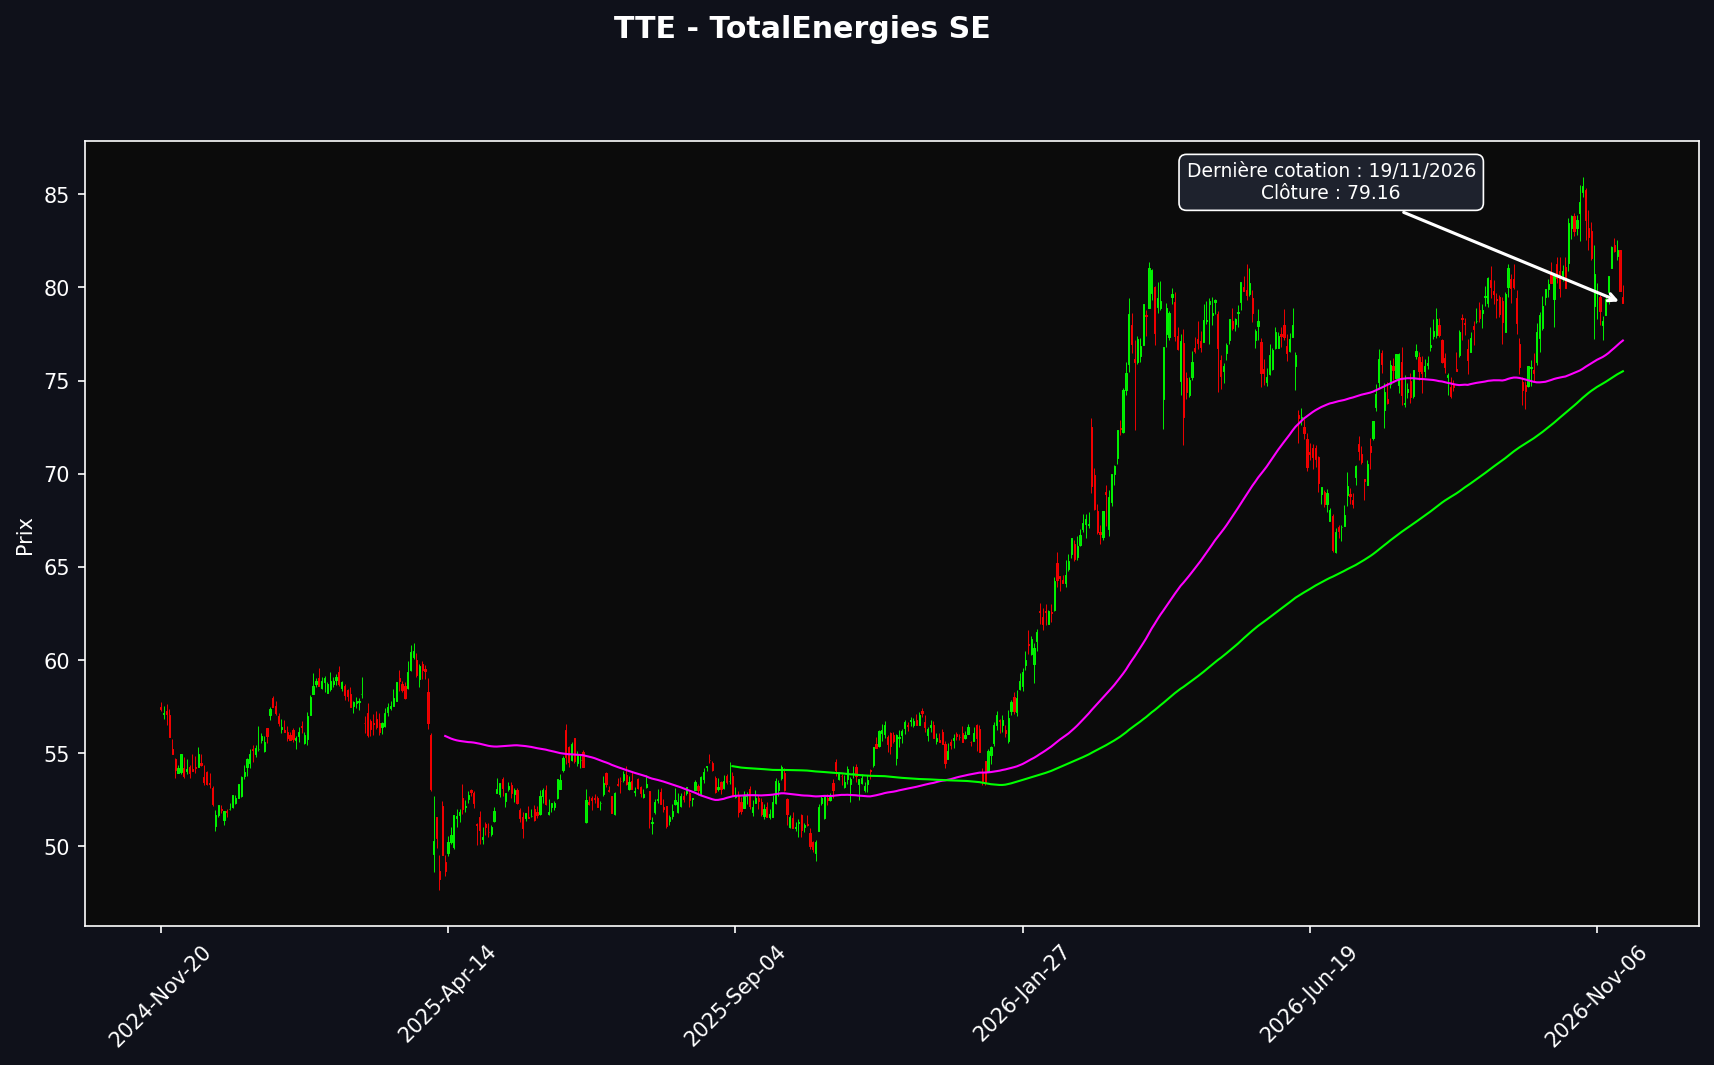 TTE - TotalEnergies SE
Dernière cotation : 19/11/2026
Clôture : 79.16
85
80
75
70
65
60
55
50
Prix
2024-Nov-20
2025-Apr-14
2025-Sep-04
2026-Jan-27
2026-Jun-19
2026-Nov-06